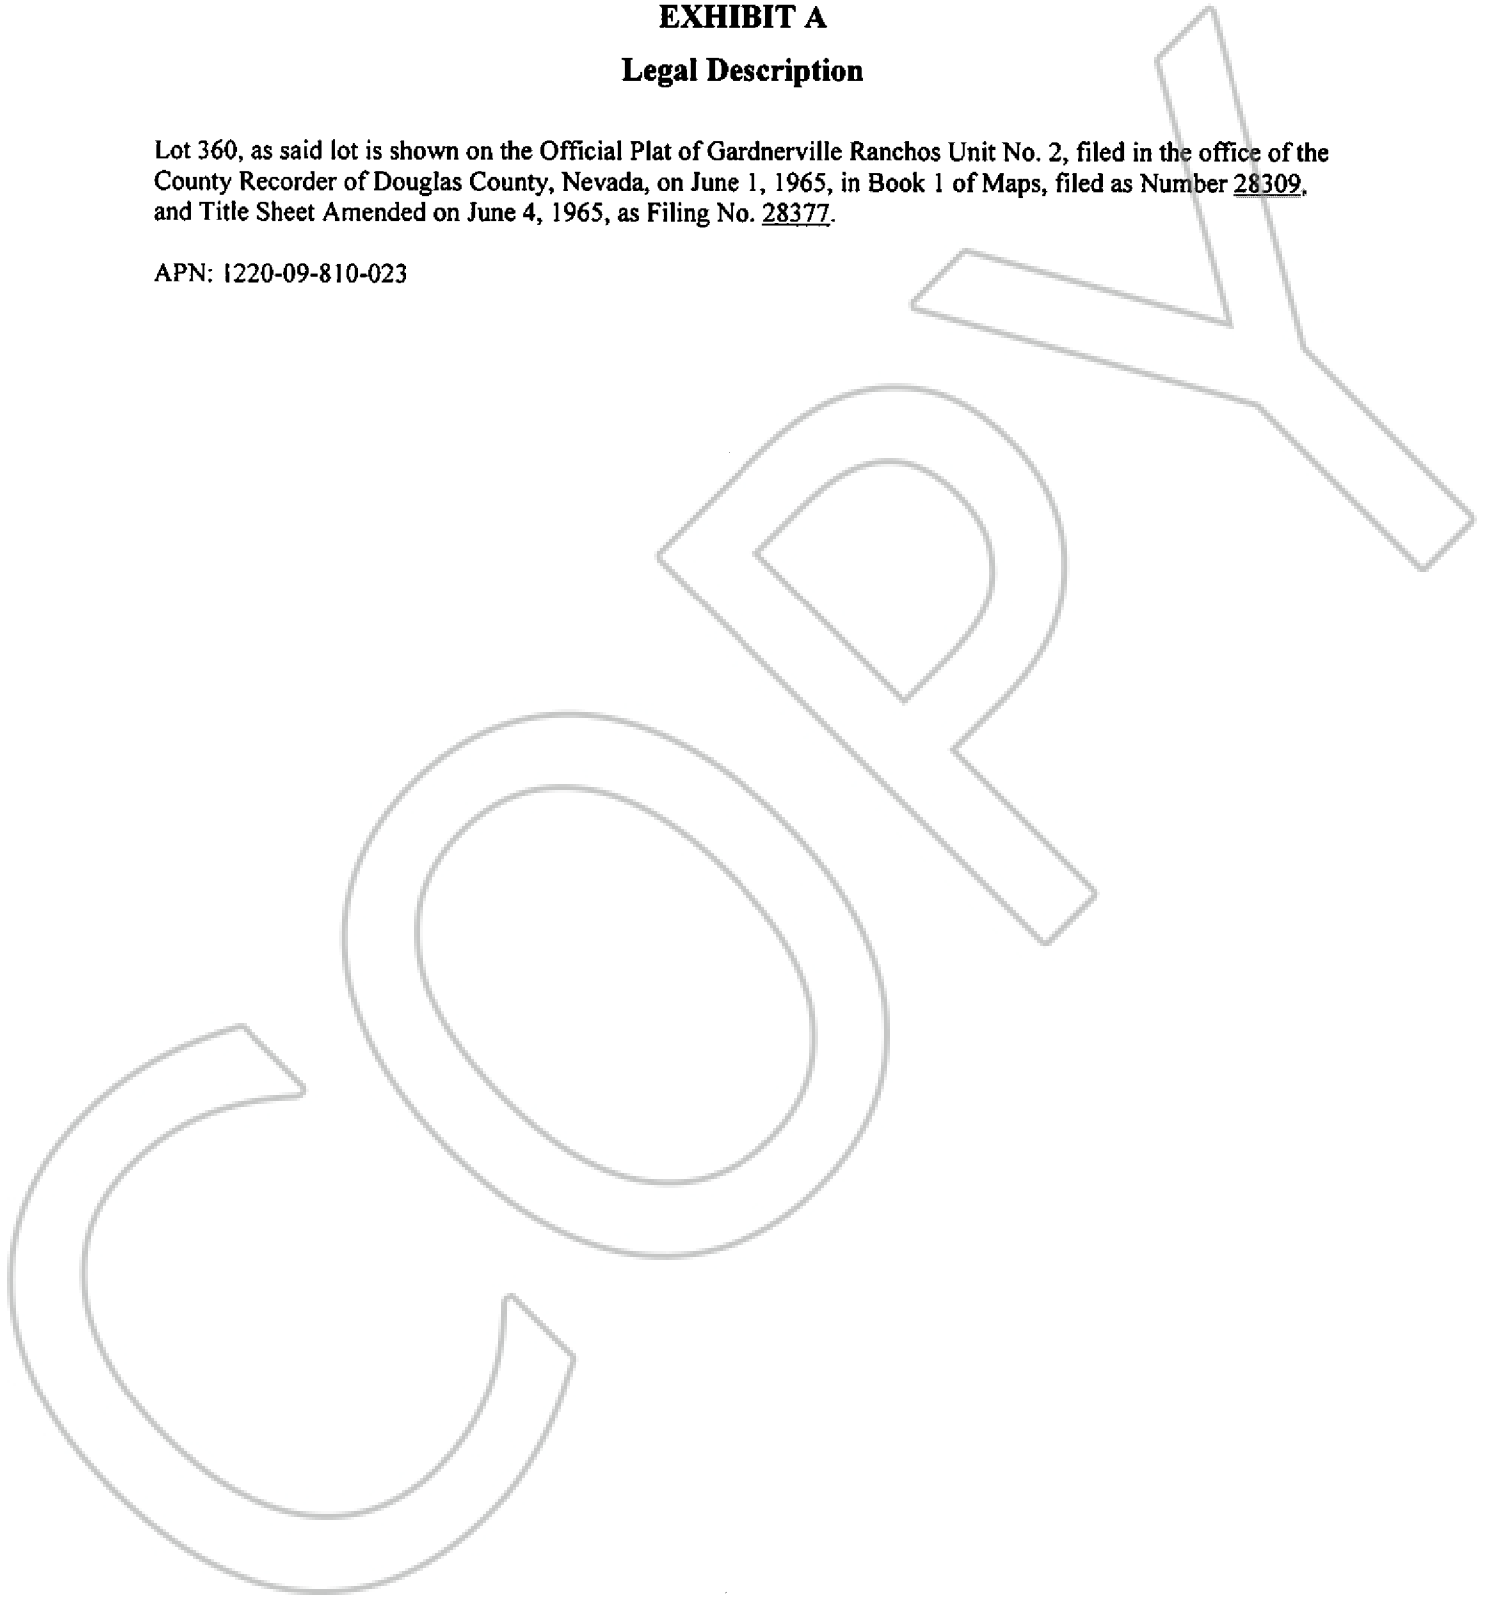 EXHIBIT A
Legal Description
Lot 360, as said lot is shown on the Official Plat of Gardnerville Ranchos Unit No. 2, filed in the office of the
County Recorder of Douglas County, Nevada, on June 1, 1965, in Book 1 of Maps, filed as Number 28309,
and Title Sheet Amended on June 4, 1965, as Filing No. 28377.
APN: 1220-09-810-023
COPY